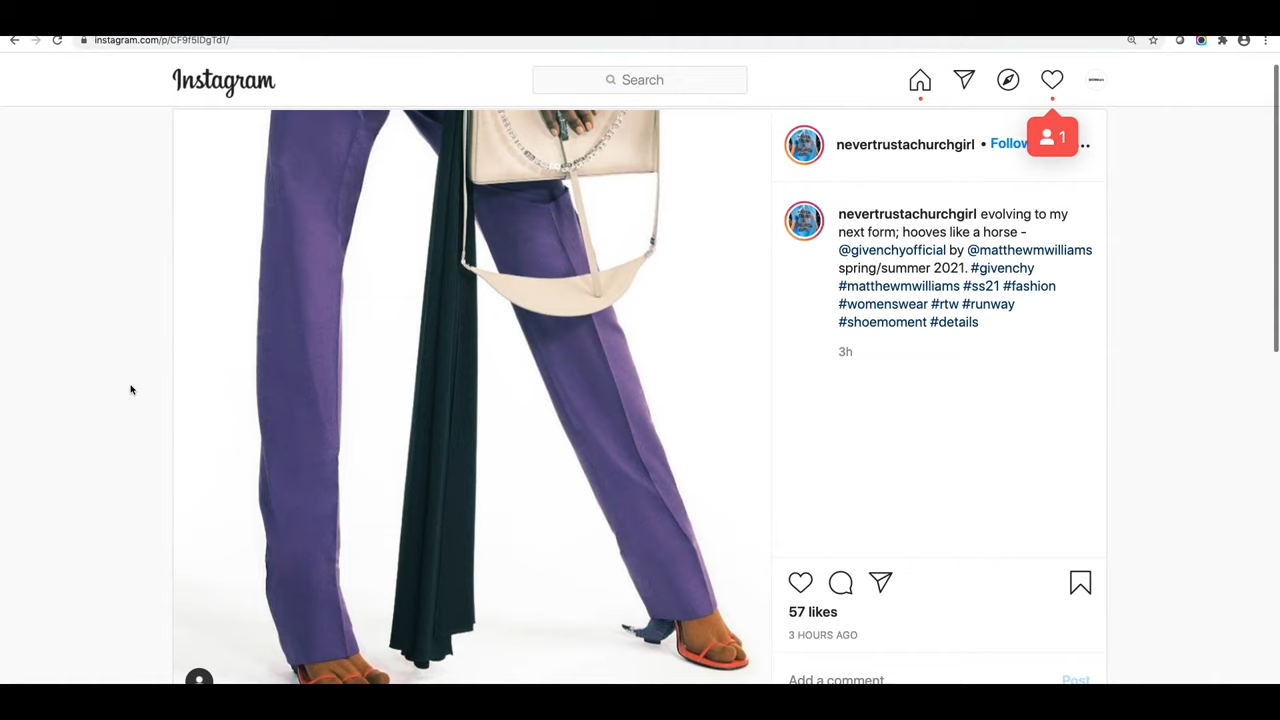 instagram.com/p/CF9f5IDgTd1/
Instagram
Search
nevertrustachurchgirl • Follow
1
nevertrustachurchgirl evolving to my
next form; hooves like a horse -
@givenchyofficial by @matthewmwilliams
spring/summer 2021. #givenchy
#matthewmwilliams #ss21 #fashion
#womenswear #rtw #runway
#shoemoment #details
3h
57 likes
3 HOURS AGO
Add a comment
Post